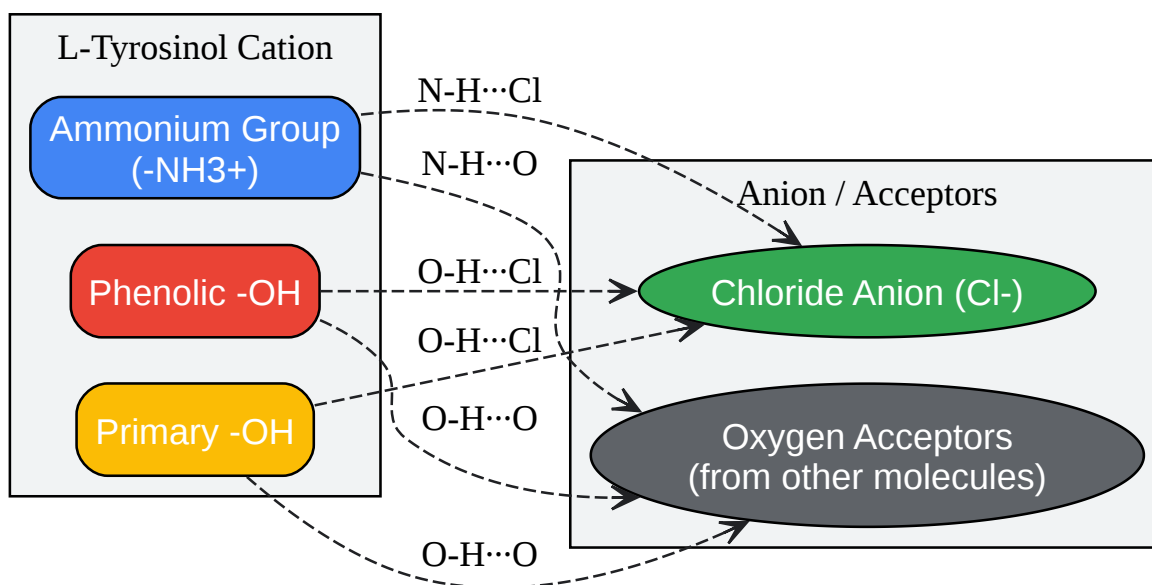 L-Tyrosinol Cation
Ammonium Group
(-NH3+)
Phenolic -OH
Primary -OH
N-H···Cl
N-H···O
O-H···Cl
O-H···Cl
O-H···O
O-H···O
Anion / Acceptors
Chloride Anion (Cl-)
Oxygen Acceptors
(from other molecules)